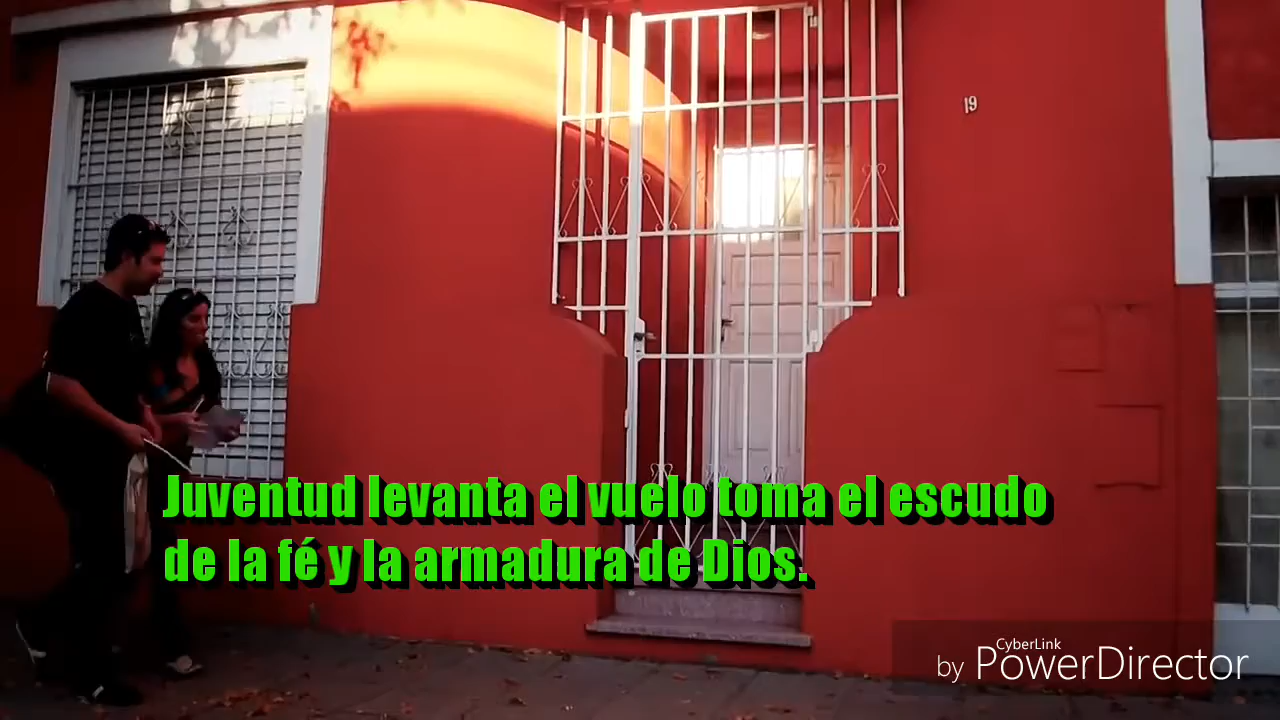 19
Juventud levanta el vuelo toma el escudo
de la fé y la armadura de Dios.
CyberLink
by PowerDirector